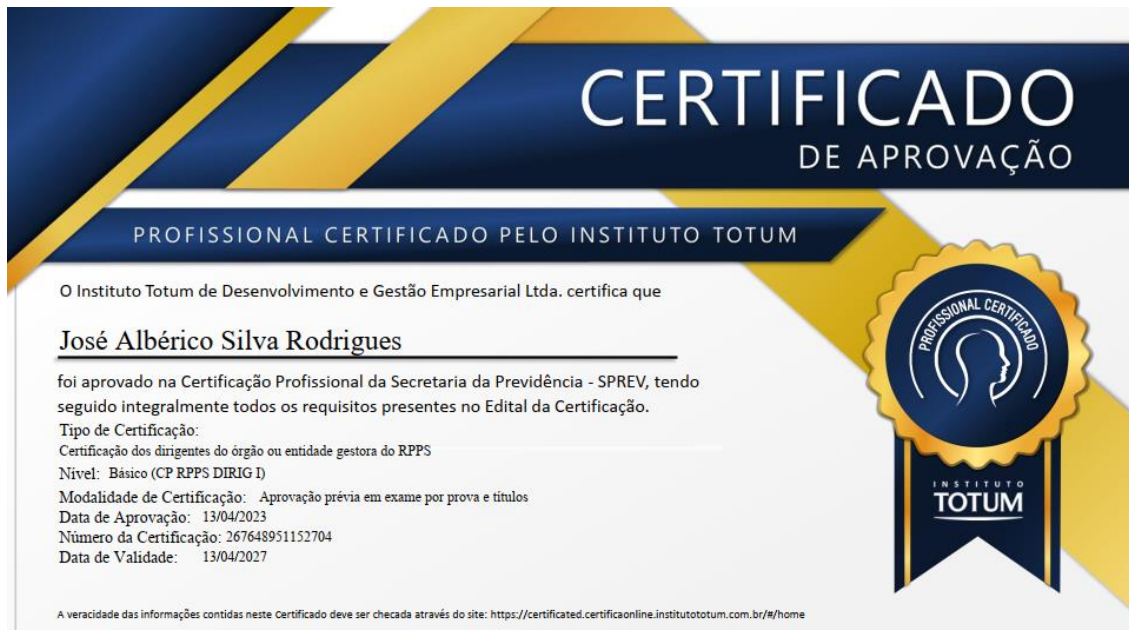 CERTIFICADO
DE APROVAÇÃO
PROFISSIONAL CERTIFICADO PELO INSTITUTO TOTUM
O Instituto Totum de Desenvolvimento e Gestão Empresarial Ltda. certifica que
José Albérico Silva Rodrigues
foi aprovado na Certificação Profissional da Secretaria da Previdência - SPREV, tendo
seguido integralmente todos os requisitos presentes no Edital da Certificação.
Tipo de Certificação:
Certificação dos dirigentes do órgão ou entidade gestora do RPPS
Nível: Básico (CP RPPS DIRIG I)
Modalidade de Certificação: Aprovação prévia em exame por prova e títulos
Data de Aprovação: 13/04/2023
Número da Certificação: 267648951152704
Data de Validade: 13/04/2027
PROFISSIONAL CERTIFICADO
INSTITUTO
TOTUM
A veracidade das informações contidas neste Certificado deve ser checada através do site: https://certificated.certificaonline.institutototum.com.br/#/home